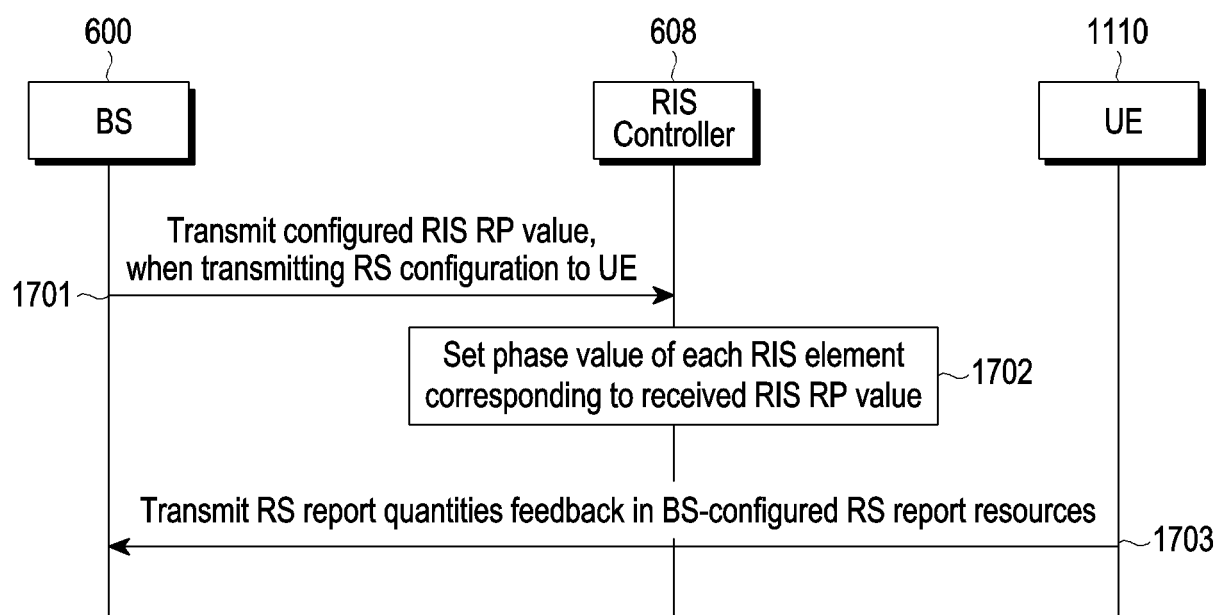 600
608
1110
BS
RIS
Controller
UE
Transmit configured RIS RP value,
when transmitting RS configuration to UE
1701
Set phase value of each RIS element
corresponding to received RIS RP value
1702
Transmit RS report quantities feedback in BS-configured RS report resources
1703